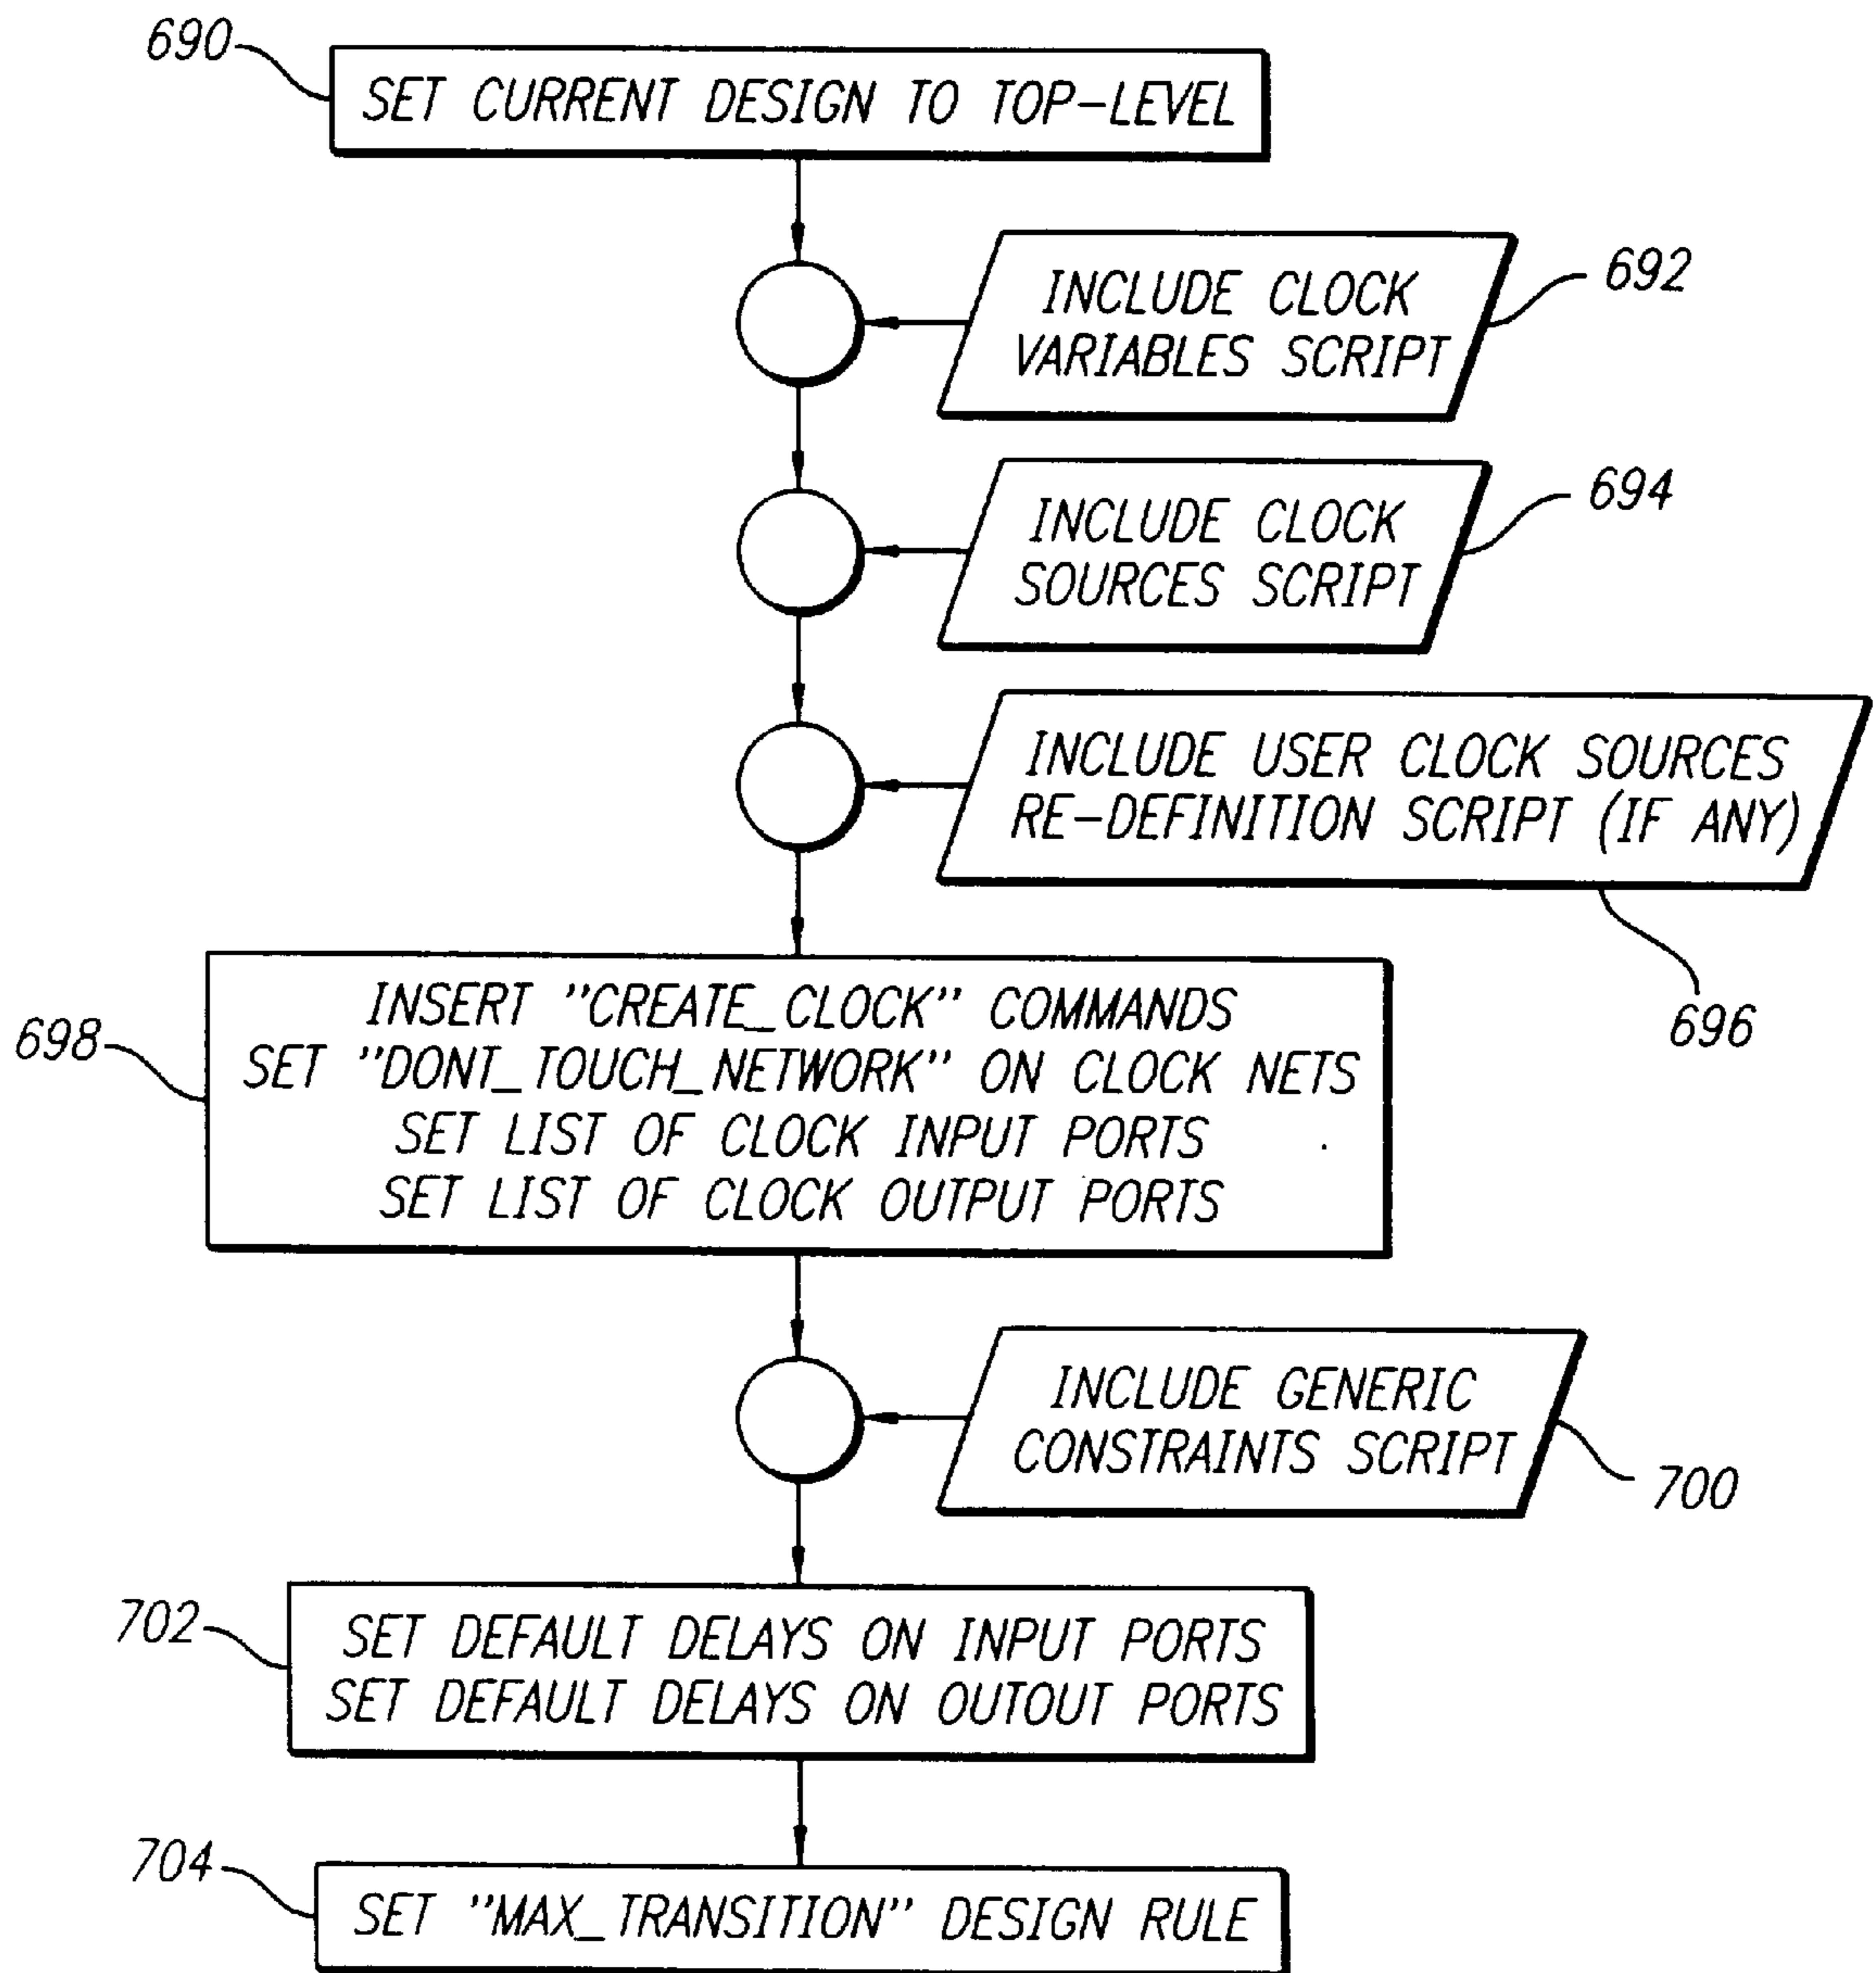 690
SET CURRENT DESIGN TO TOP-LEVEL
INCLUDE CLOCK
VARIABLES SCRIPT
692
INCLUDE CLOCK
SOURCES SCRIPT
694
INCLUDE USER CLOCK SOURCES
RE-DEFINITION SCRIPT (IF ANY)
696
698
INSERT "CREATE_CLOCK" COMMANDS
SET "DONT_TOUCH_NETWORK" ON CLOCK NETS
SET LIST OF CLOCK INPUT PORTS
SET LIST OF CLOCK OUTPUT PORTS
INCLUDE GENERIC
CONSTRAINTS SCRIPT
700
702
SET DEFAULT DELAYS ON INPUT PORTS
SET DEFAULT DELAYS ON OUTOUT PORTS
704
SET "MAX_TRANSITION" DESIGN RULE